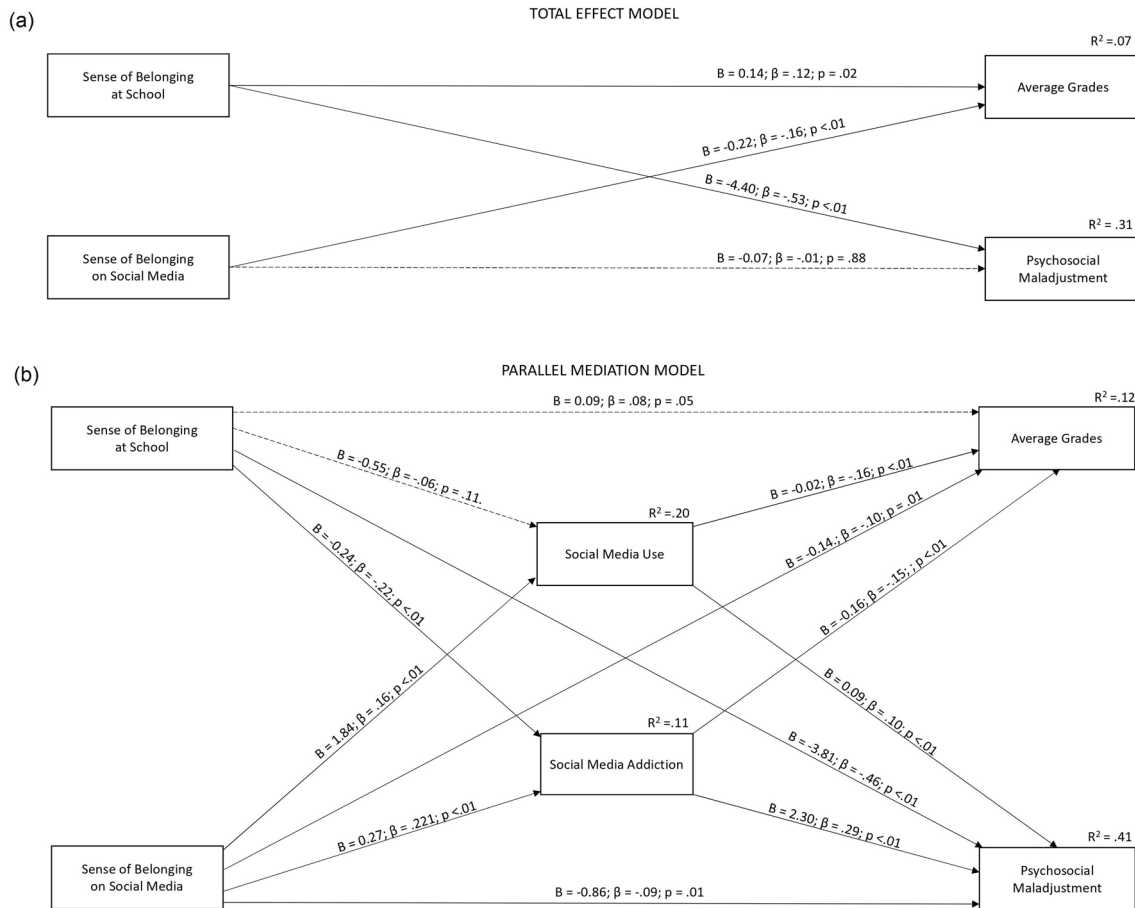 (a)
TOTAL EFFECT MODEL
R² =.07
Sense of Belonging
at School
B = 0.14; β = .12; p = .02
Average Grades
B = -0.22; β = -.16; p <.01
B = -4.40; β = -.53; p <.01
R² = .31
Sense of Belonging
on Social Media
B = -0.07; β = -.01; p = .88
Psychosocial
Maladjustment
(b)
PARALLEL MEDIATION MODEL
R² =.12
Sense of Belonging
at School
B = 0.09; β = .08; p = .05
Average Grades
B = -0.55; β = -.06; p = .11.
B = -0.02; β = -.16; p <.01
R² =.20
Social Media Use
B = -0.24; β = -.22; p <.01
B = -0.14.; β = -.10; p = .01
B = -0.16; β = -.15; ; p <.01
B = 1.84; β = .16; p <.01
B = 0.09; β = .10; p <.01
R² =.11
Social Media Addiction
B = -3.81; β = -.46; p <.01
B = 0.27; β = .221; p <.01
B = 2.30; β = .29; p <.01
R² = .41
Sense of Belonging
on Social Media
B = -0.86; β = -.09; p = .01
Psychosocial
Maladjustment